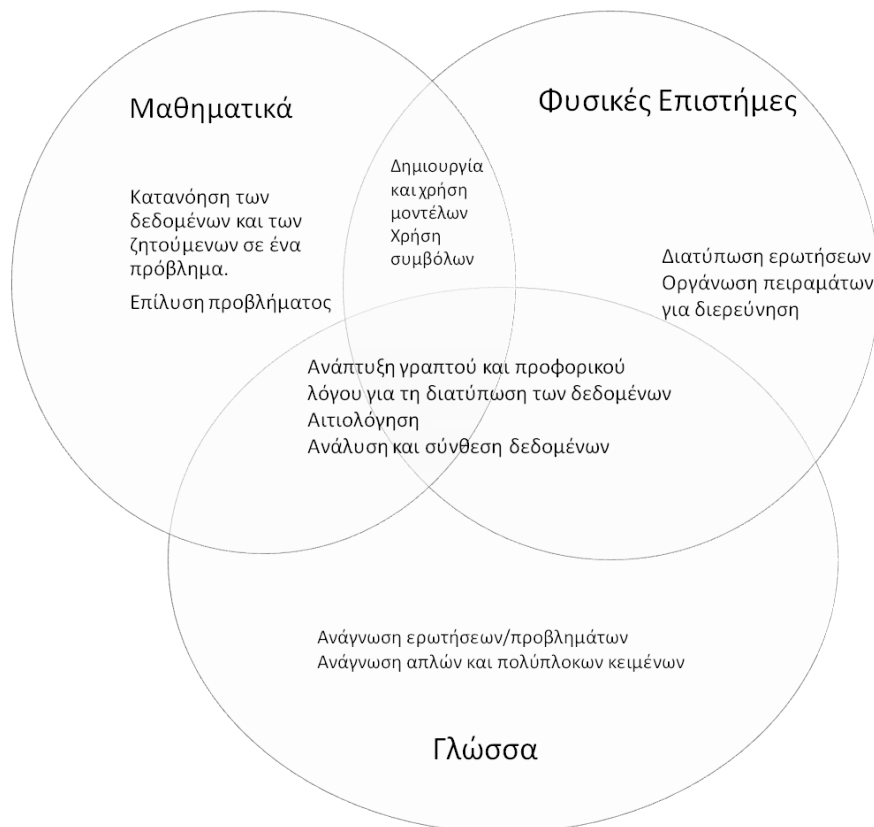 Μαθηματικά
Φυσικές Επιστήμες
Κατανόηση των
δεδομένων και των
ζητούμενων σε ένα
πρόβλημα.
Επίλυση προβλήματος
Δημιουργία
και χρήση
μοντέλων
Χρήση
συμβόλων
Διατύπωση ερωτήσεων
Οργάνωση πειραμάτων
για διερεύνηση
Ανάπτυξη γραπτού και προφορικού
λόγου για τη διατύπωση των δεδομένων
Αιτιολόγηση
Ανάλυση και σύνθεση δεδομένων
Ανάγνωση ερωτήσεων/προβλημάτων
Ανάγνωση απλών και πολύπλοκων κειμένων
Γλώσσα